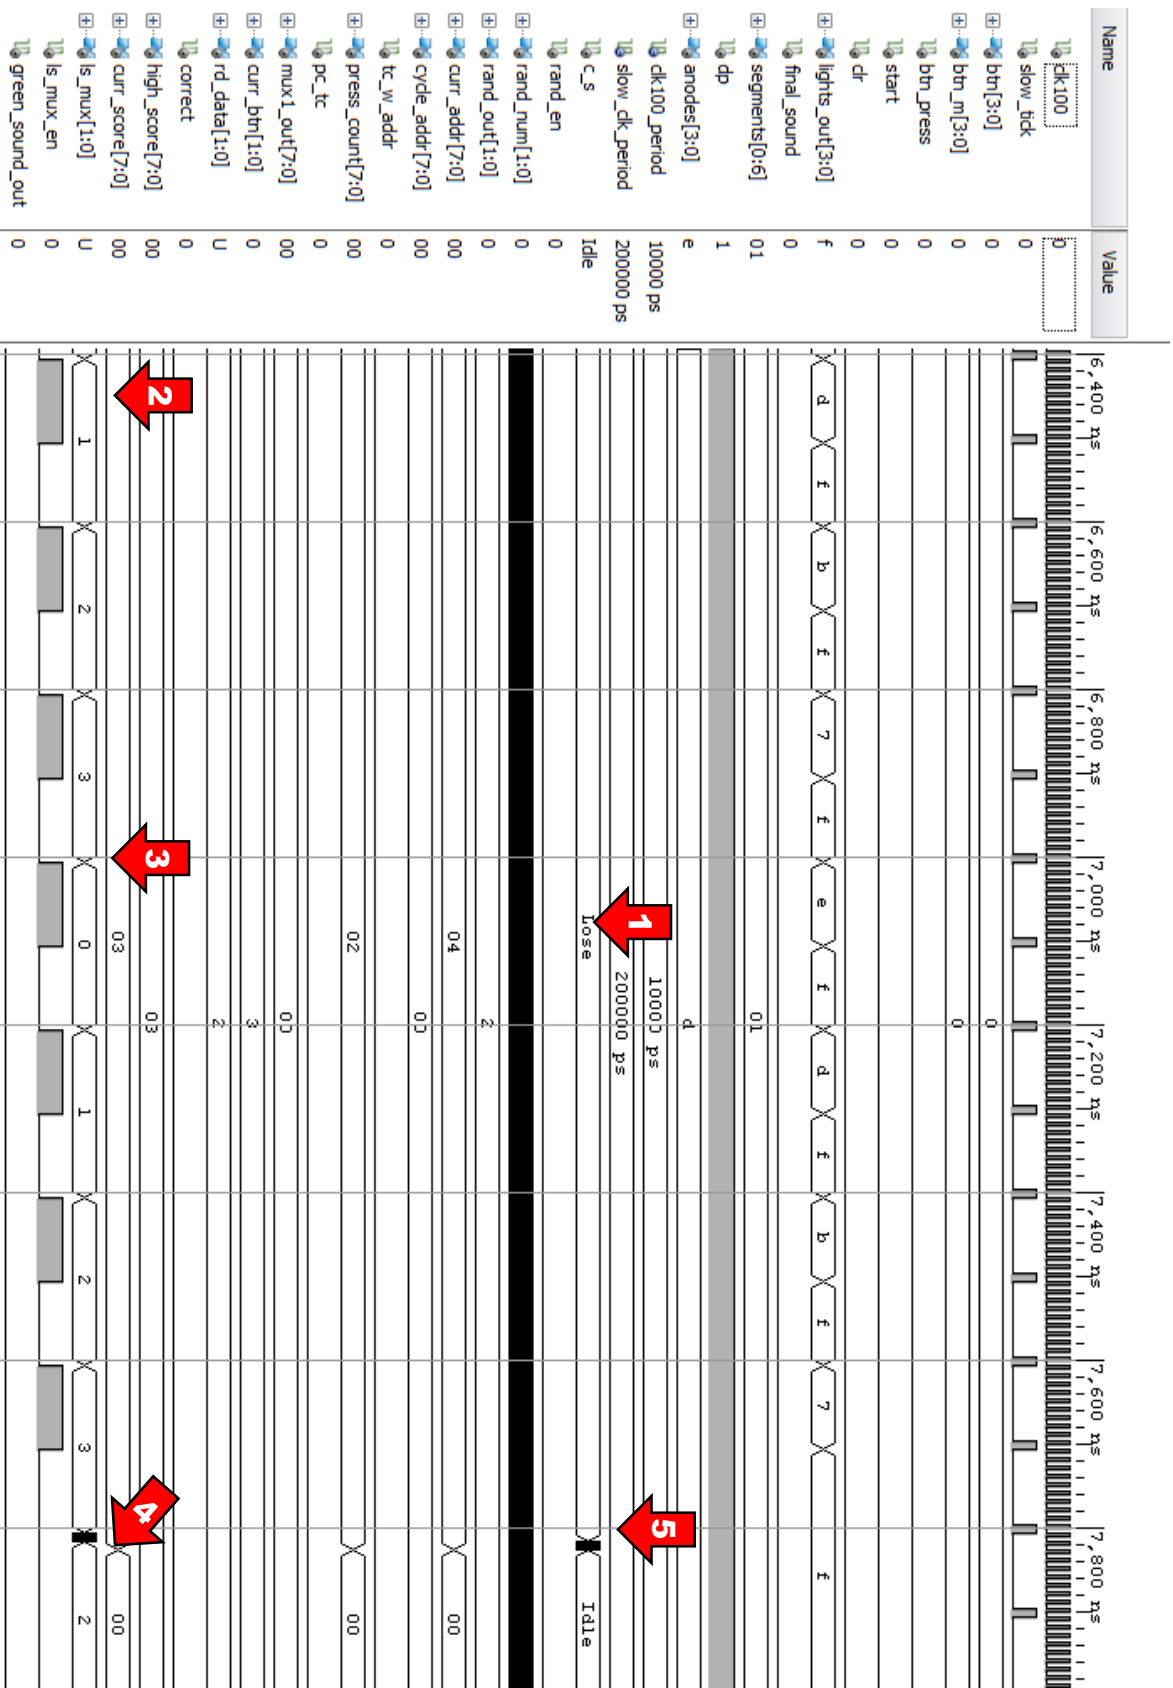 Name Value
6,400 ns 6,600 ns 6,800 ns 7,000 ns 7,200 ns 7,400 ns 7,600 ns 7,800 ns
clk100 0
slow_tick 0
btn[3:0] 0 0
btn_m[3:0] 0 0
btn_press 0
start 0
clr 0
lights_out[3:0] f d f b f 7 f e f d f b f 7 f
final_sound 0
segments[0:6] 01 01
dp 1
anodes[3:0] e d
clk100_period 10000 ps 10000 ps
slow_clk_period 200000 ps 200000 ps
c_s Idle Lose Idle
rand_en 0
rand_num[1:0] 0
rand_out[1:0] 0 2
curr_addr[7:0] 00 04 00
cycle_addr[7:0] 00 00
tc_w_addr 0
press_count[7:0] 00 02 00
pc_tc 0
mux1_out[7:0] 00 00
curr_btn[1:0] 0 3
rd_data[1:0] U 2
correct 0
high_score[7:0] 00 03
curr_score[7:0] 00 03 00
ls_mux[1:0] U 1 2 3 0 1 2 3 2
ls_mux_en 0
green_sound_out 0
1
2
3
4
5